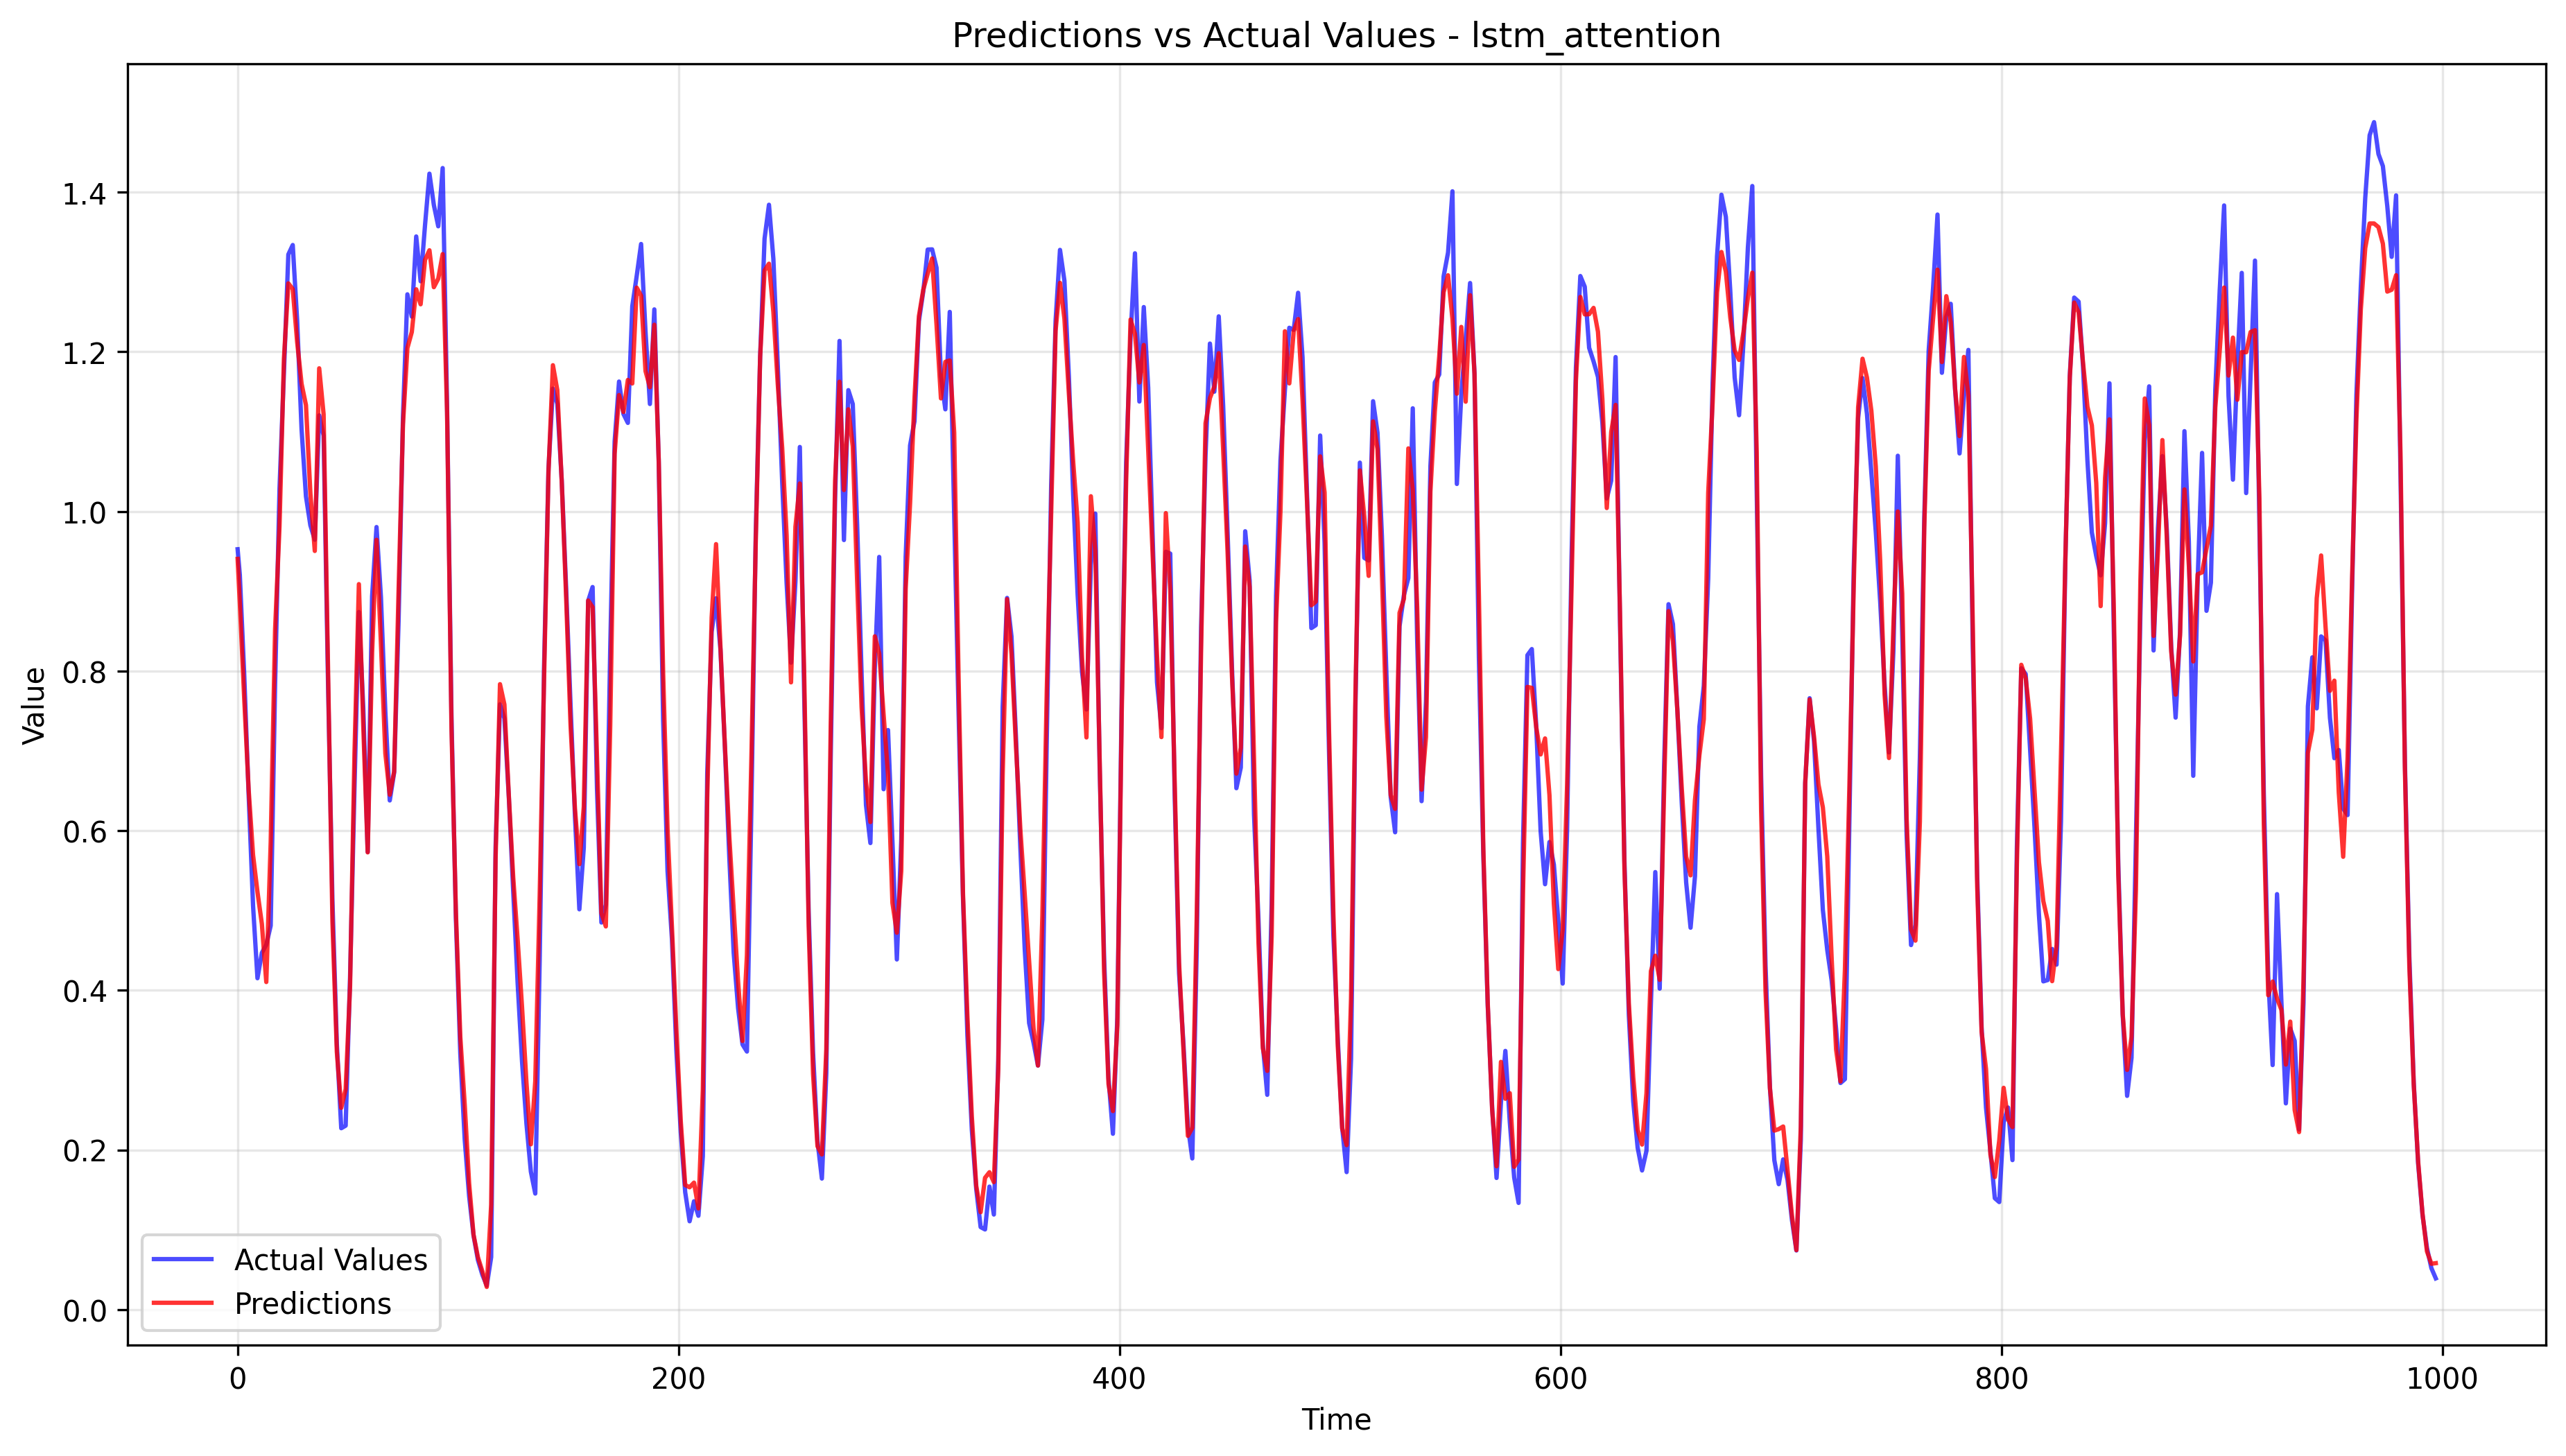 Predictions vs Actual Values - lstm_attention
Value
1.4
1.2
1.0
0.8
0.6
0.4
0.2
0.0
Actual Values
Predictions
0 200 400 600 800 1000
Time